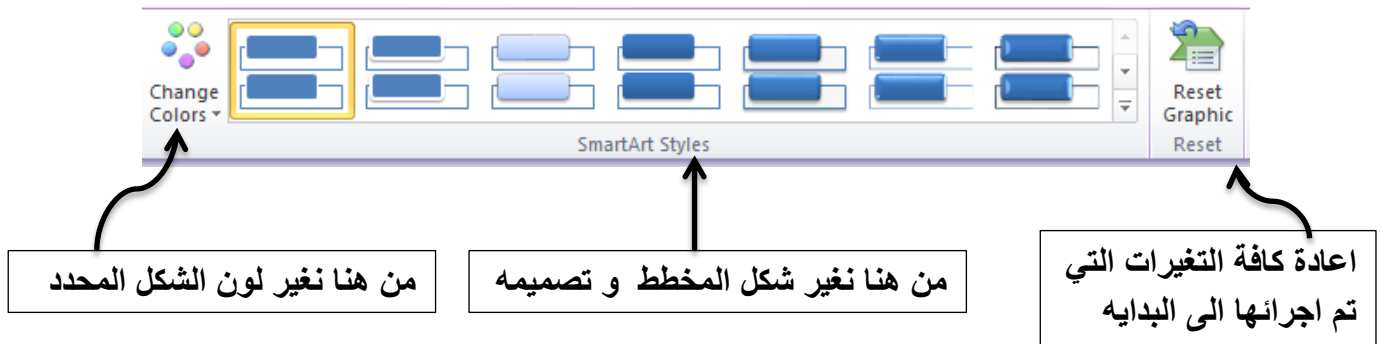 Change
Colors
SmartArt Styles
Reset
Graphic
Reset
من هنا نغير لون الشكل المحدد
من هنا نغير شكل المخطط و تصميمه
اعادة كافة التغيرات التي
تم اجرائها الى البدايه